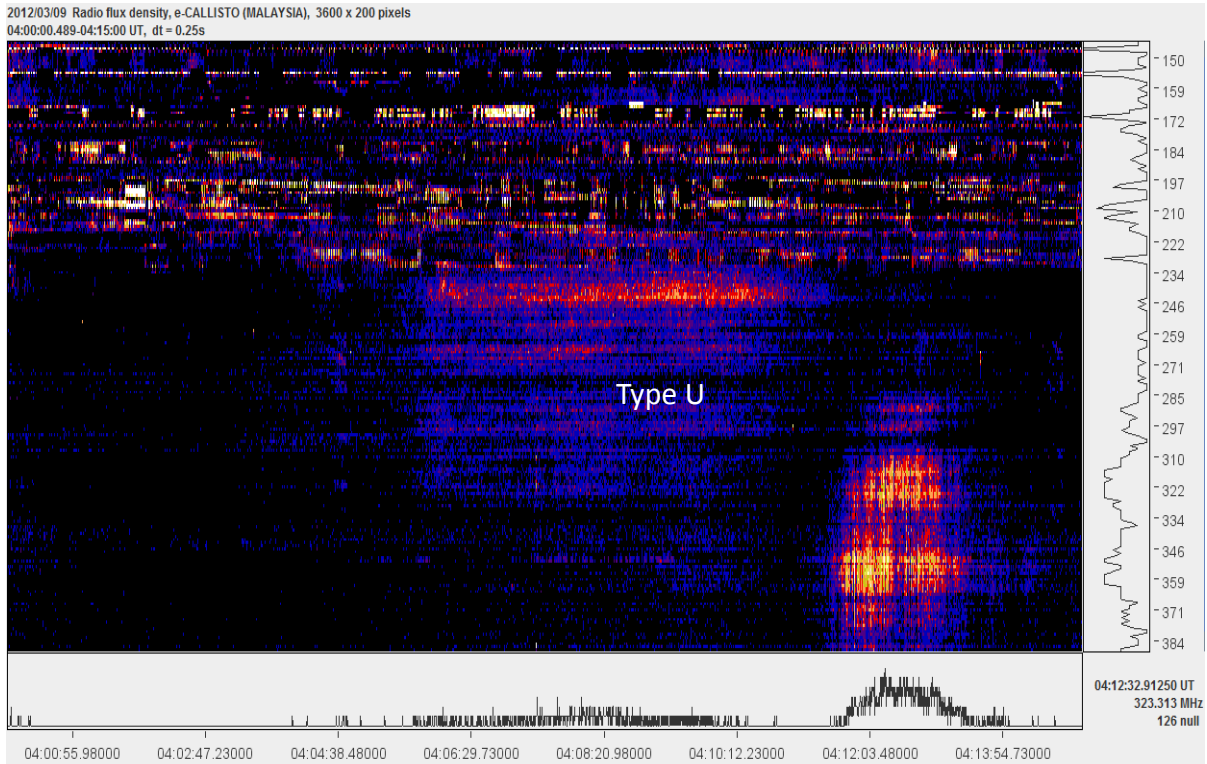 2012/03/09 Radio flux density, e-CALLISTO (MALAYSIA), 3600 x 200 pixels
04:00:00.489-04:15:00 UT, dt = 0.25s
150
159
172
184
197
210
222
234
246
259
271
Type U
285
297
310
322
334
346
359
371
384
04:12:32.91250 UT
323.313 MHz
126 null
04:00:55.98000 04:02:47.23000 04:04:38.48000 04:06:29.73000 04:08:20.98000 04:10:12.23000 04:12:03.48000 04:13:54.73000